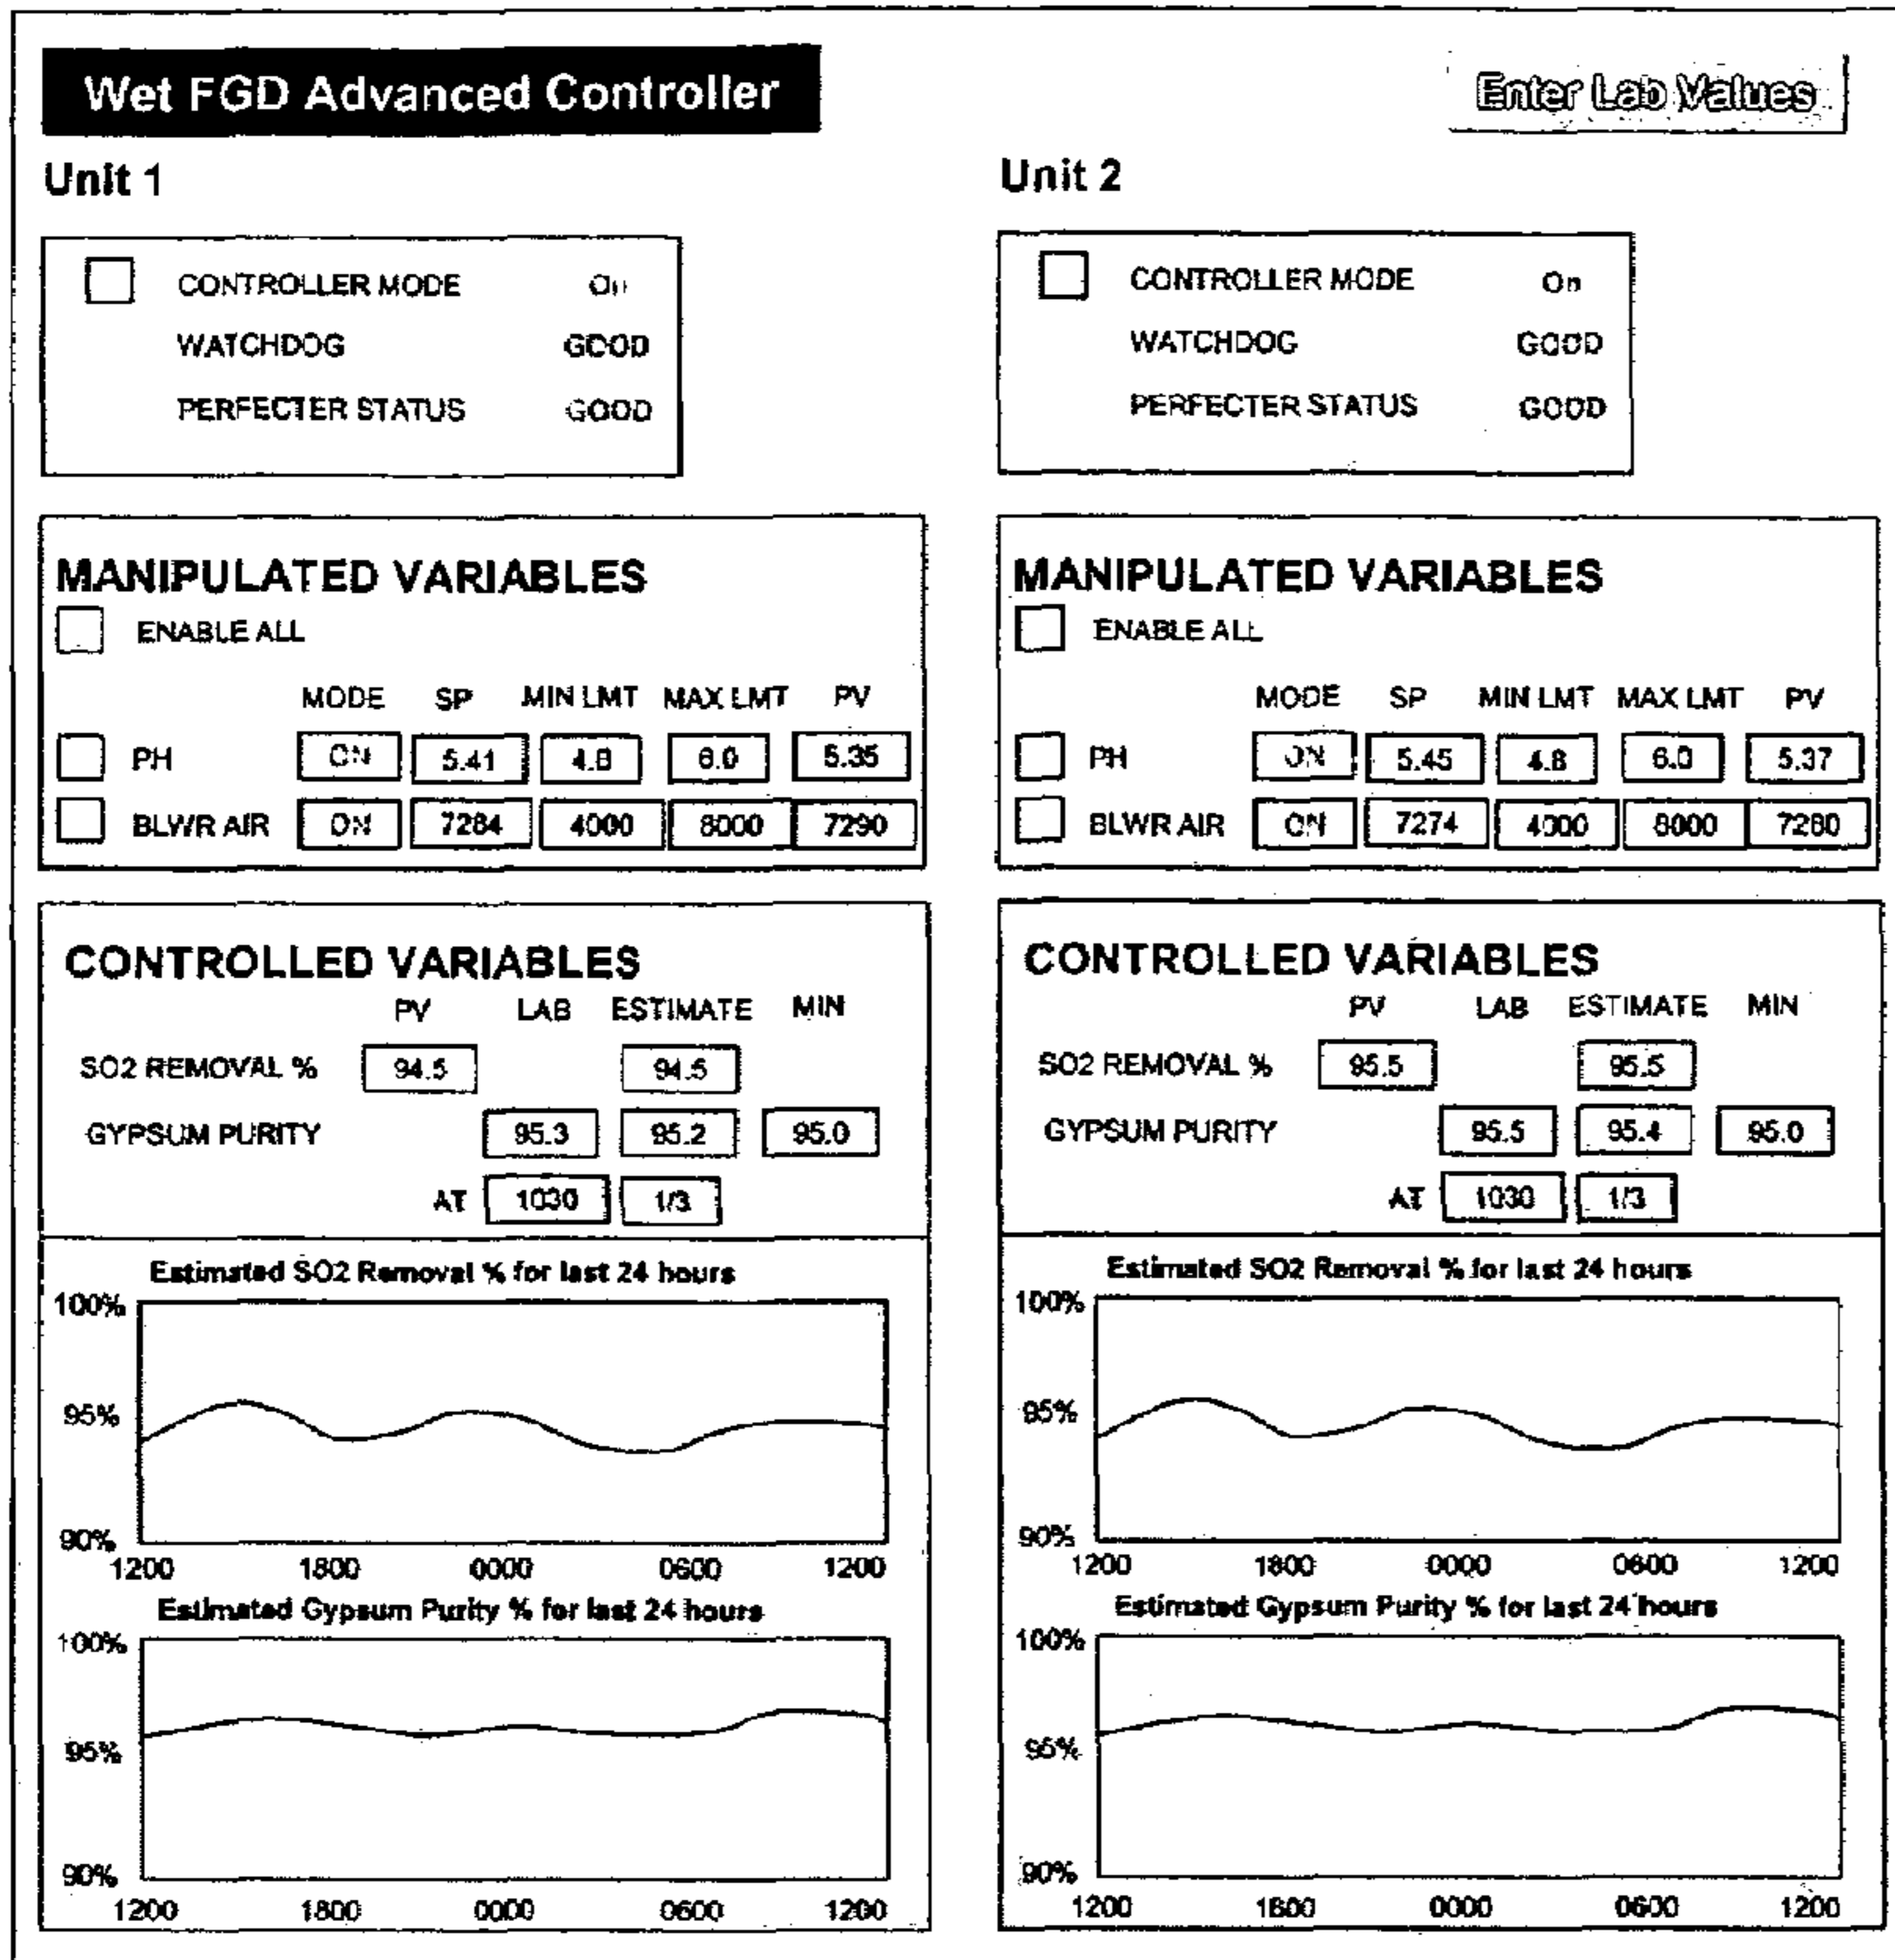 Wet FGD Advanced Controller
Enter Lab Values
Unit 1
CONTROLLER MODE On
WATCHDOG GOOD
PERFECTER STATUS GOOD
MANIPULATED VARIABLES
ENABLE ALL
MODE SP MIN LMT MAX LMT PV
PH ON 5.41 4.8 6.0 5.35
BLWR AIR ON 7284 4000 8000 7290
CONTROLLED VARIABLES
PV LAB ESTIMATE MIN
SO2 REMOVAL % 94.5 94.5
GYPSUM PURITY 95.3 95.2 95.0
AT 1030 1/3
Estimated SO2 Removal % for last 24 hours
100%
95%
90%
1200 1800 0000 0600 1200
Estimated Gypsum Purity % for last 24 hours
100%
95%
90%
1200 1800 0000 0600 1200
Unit 2
CONTROLLER MODE On
WATCHDOG GOOD
PERFECTER STATUS GOOD
MANIPULATED VARIABLES
ENABLE ALL
MODE SP MIN LMT MAX LMT PV
PH ON 5.45 4.8 6.0 5.37
BLWR AIR ON 7274 4000 8000 7280
CONTROLLED VARIABLES
PV LAB ESTIMATE MIN
SO2 REMOVAL % 95.5 95.5
GYPSUM PURITY 95.5 95.4 95.0
AT 1030 1/3
Estimated SO2 Removal % for last 24 hours
100%
95%
90%
1200 1800 0000 0600 1200
Estimated Gypsum Purity % for last 24 hours
100%
95%
90%
1200 1800 0000 0600 1200